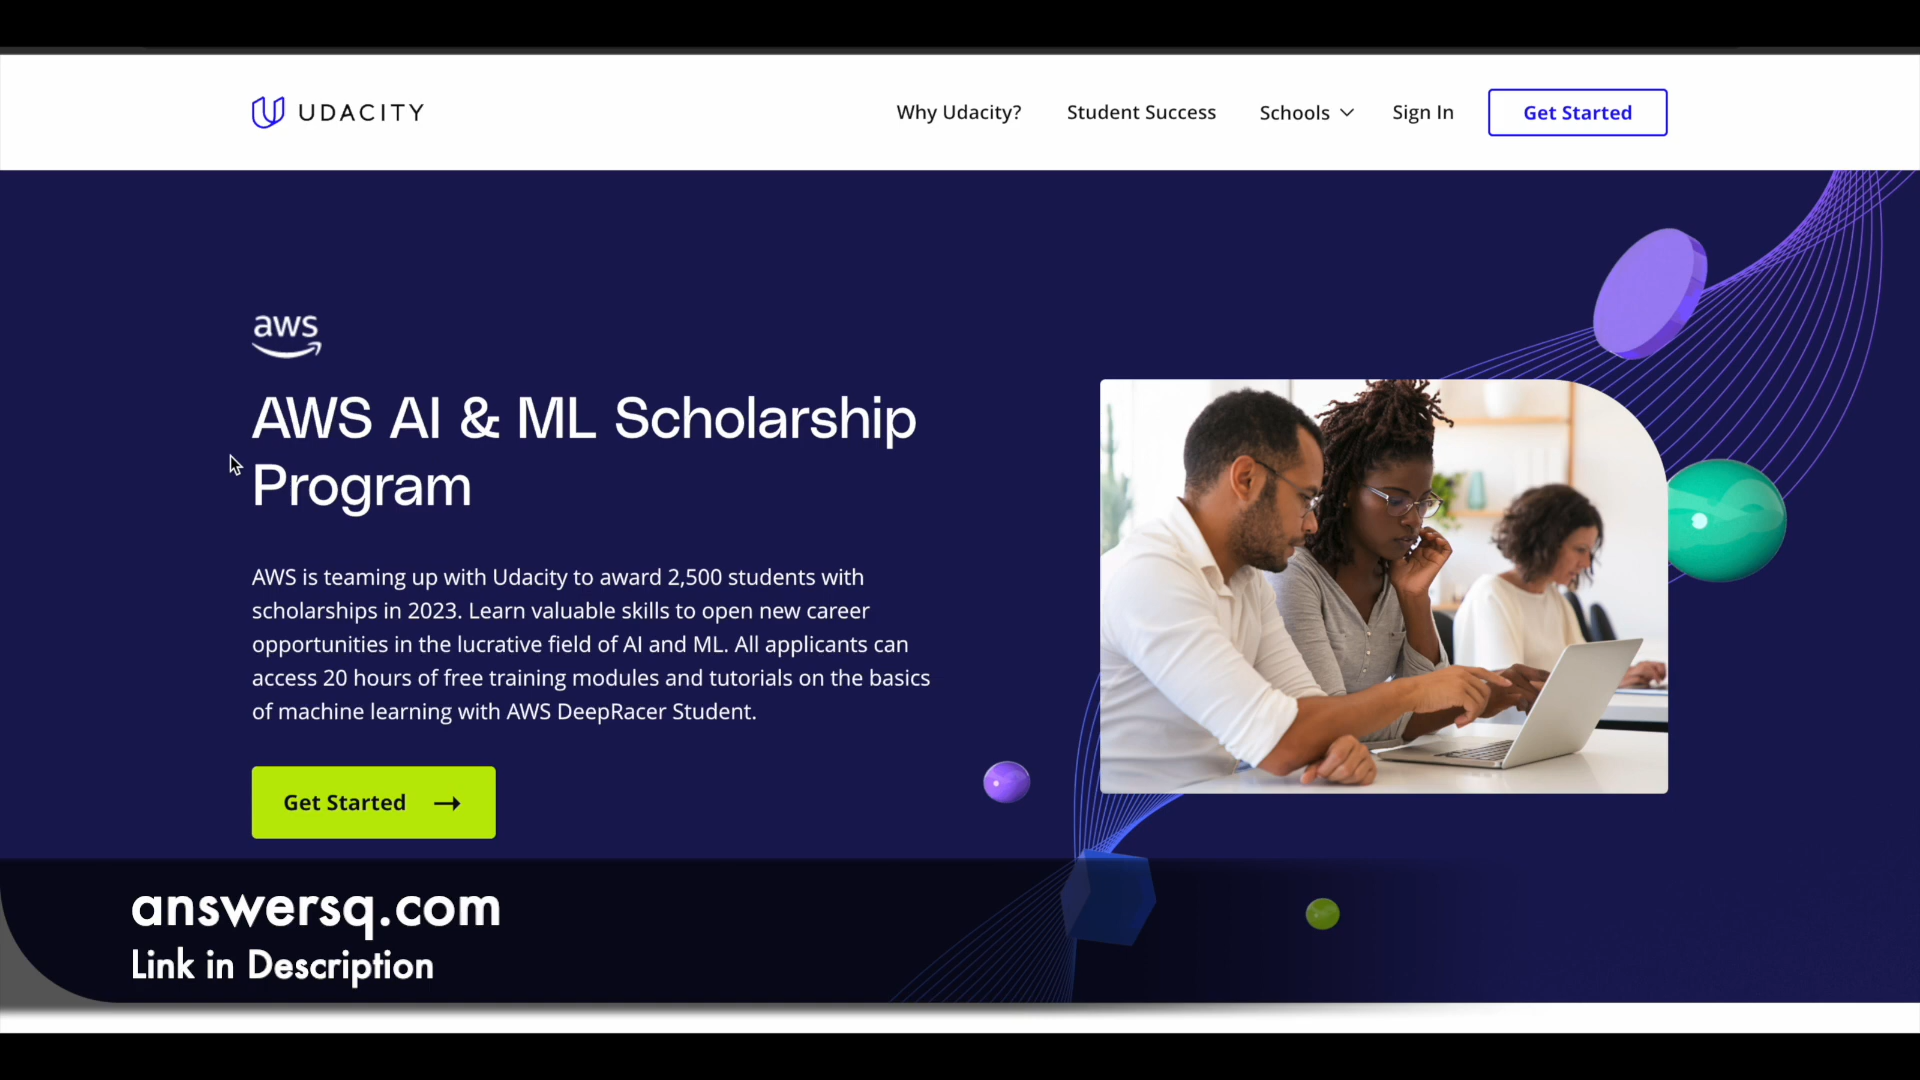 UDACITY
Why Udacity?
Student Success
Schools
Sign In
Get Started
aws
AWS AI & ML Scholarship
Program
AWS is teaming up with Udacity to award 2,500 students with
scholarships in 2023. Learn valuable skills to open new career
opportunities in the lucrative field of AI and ML. All applicants can
access 20 hours of free training modules and tutorials on the basics
of machine learning with AWS DeepRacer Student.
Get Started
answersq.com
Link in Description